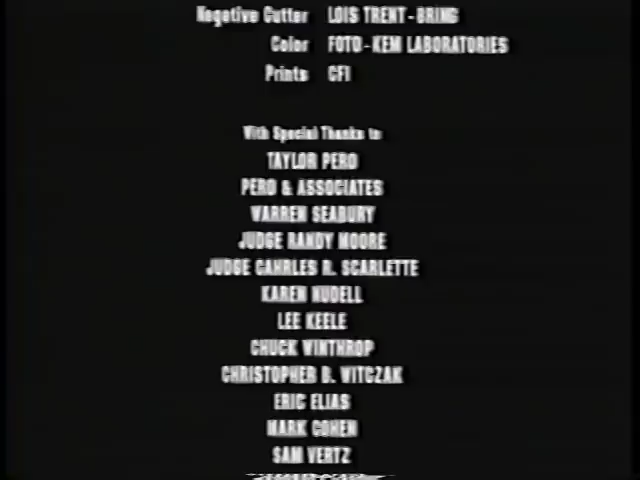 Negative Cutter LOIS TRENT-BRING
Color FOTO-KEM LABORATORIES
Prints CFI
With Special Thanks to
TAYLOR PERO
PERO & ASSOCIATES
WARREN SEABURY
JUDGE RANDY MOORE
JUDGE CAHRLES R. SCARLETTE
KAREN NUDELL
LEE KEELE
CHUCK WINTHROP
CHRISTOPHER B. WITCZAK
ERIC ELIAS
MARK COHEN
SAM VERTZ